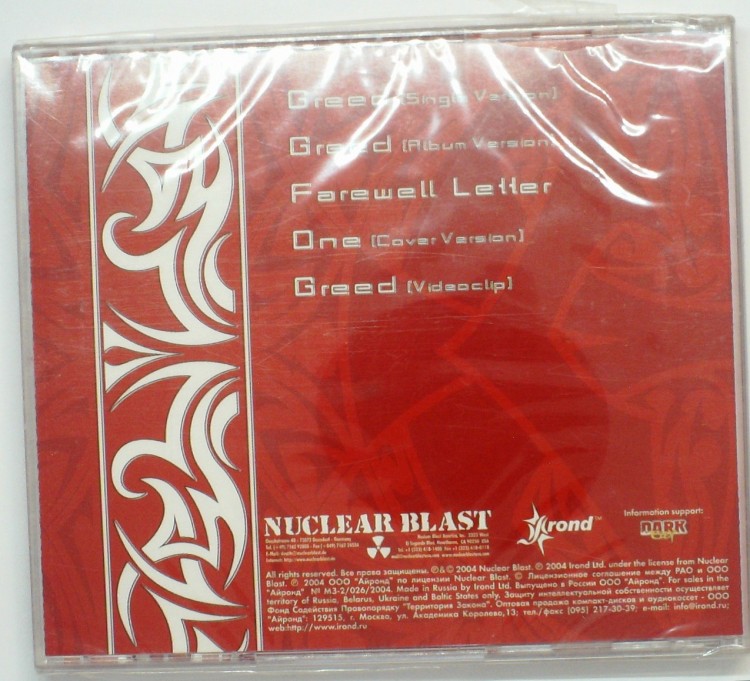 Greed [Single Version]
Greed [Album Version]
Farewell Letter
One [Cover Version]
Greed [Videoclip]
NUCLEAR BLAST
Irond™
Information support:
DARK
All rights reserved. Все права защищены. ℗&© 2004 Nuclear Blast. ℗ 2004 Irond Ltd. under the license from Nuclear
Blast. ℗ 2004 ООО "Айронд" по лицензии Nuclear Blast. © Лицензионное соглашение между РАО и ООО
"Айронд" № МЗ-2/026/2004. Made in Russia by Irond Ltd. Выпущено в России ООО "Айронд". For sales in the
territory of Russia, Belarus, Ukraine and Baltic States only. Защиту интеллектуальной собственности осуществляет
Фонд Содействия Правопорядку "Территория Закона". Оптовая продажа компакт-дисков и аудиокассет - ООО
"Айронд": 129515, г. Москва, ул. Академика Королева,13; тел./факс (095) 217-30-39; e-mail: info@irond.ru;
web:http://www.irond.ru